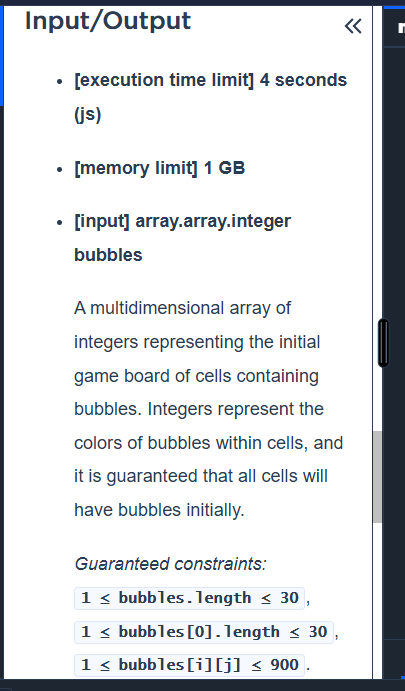 Input/Output
• [execution time limit] 4 seconds
(js)
• [memory limit] 1 GB
• [input] array.array.integer
bubbles
A multidimensional array of
integers representing the initial
game board of cells containing
bubbles. Integers represent the
colors of bubbles within cells, and
it is guaranteed that all cells will
have bubbles initially.
Guaranteed constraints:
1 ≤ bubbles.length ≤ 30 ,
1 ≤ bubbles[0].length ≤ 30 ,
1 ≤ bubbles[i][j] ≤ 900 .